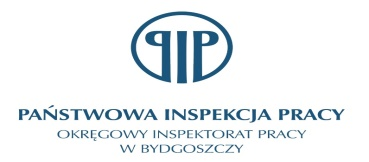 PIP
PAŃSTWOWA INSPEKCJA PRACY
OKRĘGOWY INSPEKTORAT PRACY
W BYDGOSZCZY